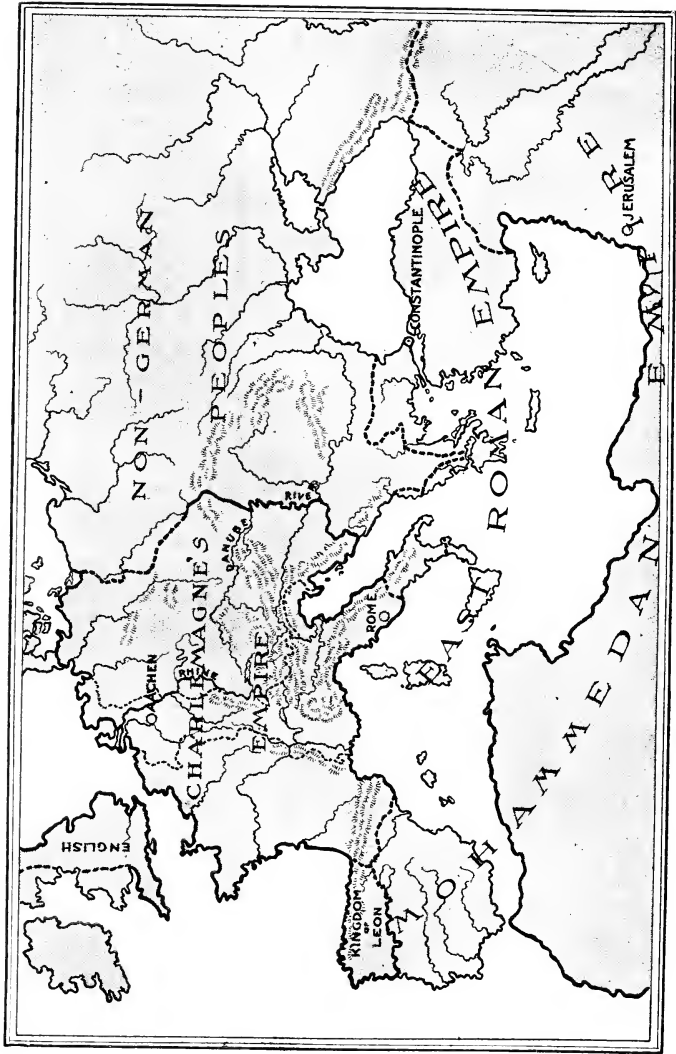 NON-GERMAN
PEOPLES
ENGLISH
AACHEN
CHARLEMAGNE'S
EMPIRE
DANUBE
RIVER
ROME
CONSTANTINOPLE
EAST ROMAN EMPIRE
KINGDOM
OF
LEON
MOHAMMEDAN EMPIRE
JERUSALEM